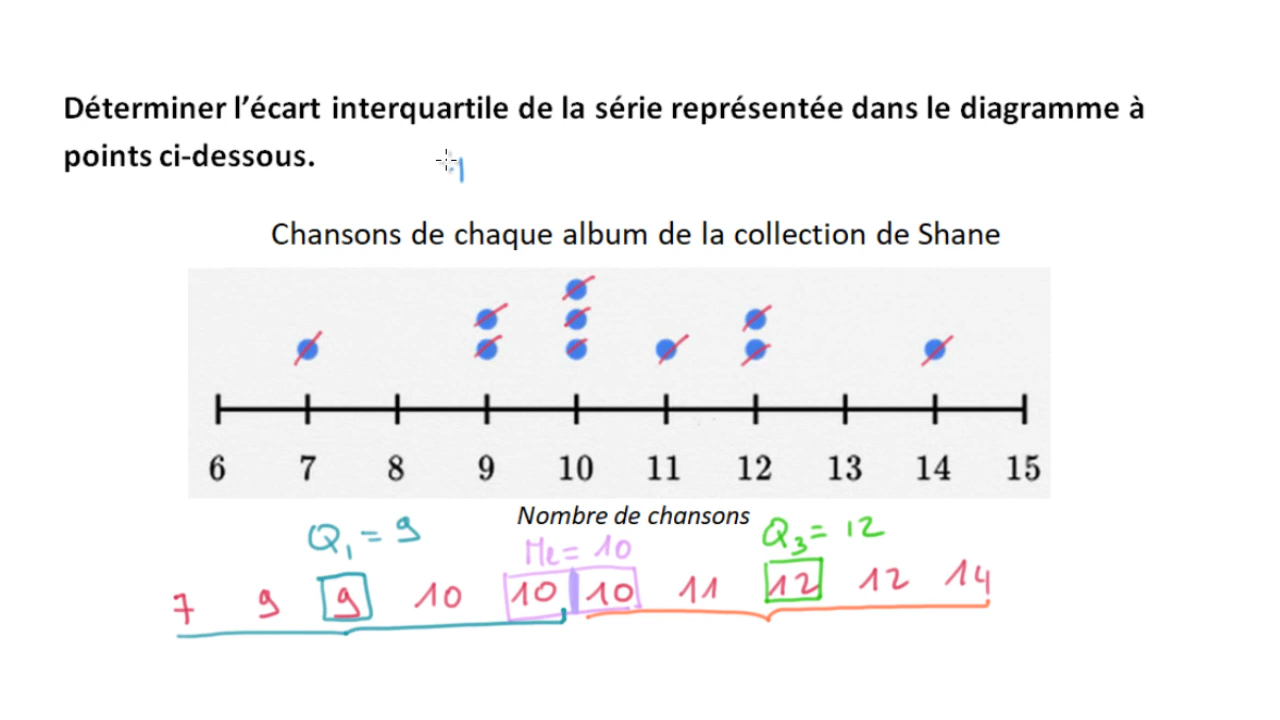 Déterminer l’écart interquartile de la série représentée dans le diagramme à
points ci-dessous.
Chansons de chaque album de la collection de Shane
6 7 8 9 10 11 12 13 14 15
Nombre de chansons
Q₁ = 9 Me = 10 Q₃ = 12
7 9 9 10 10 10 11 12 12 14